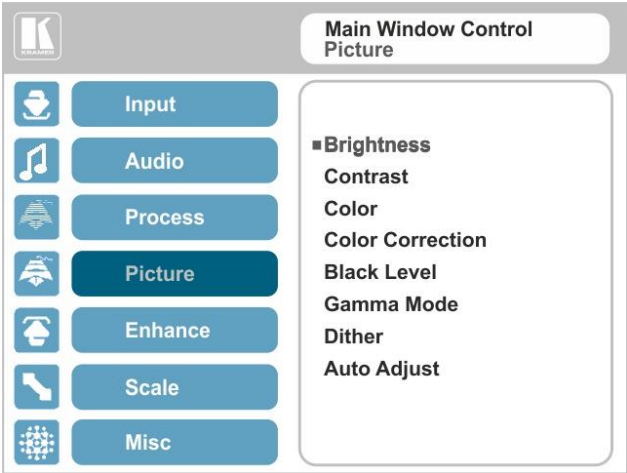 KRAMER
Main Window Control
Picture
Input
Audio
Process
Picture
Enhance
Scale
Misc
Brightness
Contrast
Color
Color Correction
Black Level
Gamma Mode
Dither
Auto Adjust